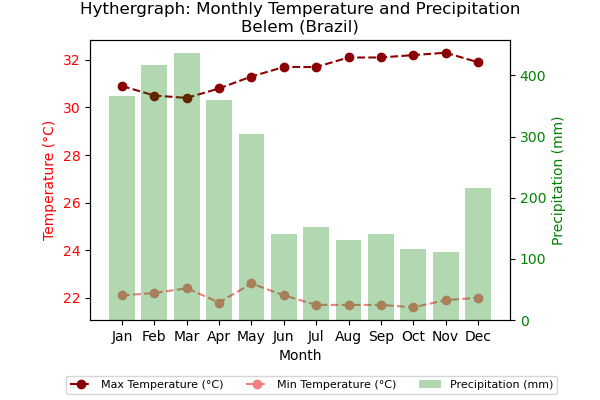 Hythergraph: Monthly Temperature and Precipitation
Belem (Brazil)
Temperature (°C)
32
30
28
26
24
22
400
300
200
100
0
Precipitation (mm)
Jan Feb Mar Apr May Jun Jul Aug Sep Oct Nov Dec
Month
Max Temperature (°C) Min Temperature (°C) Precipitation (mm)